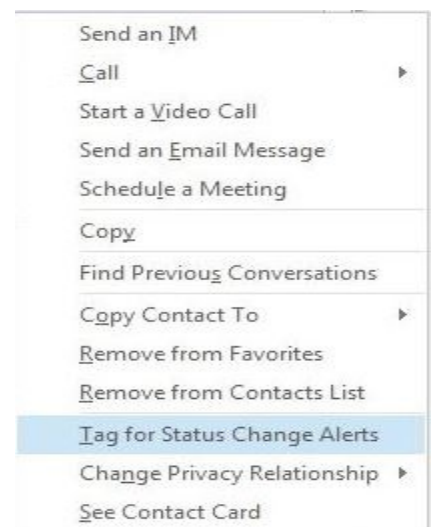 Send an IM
Call
Start a Video Call
Send an Email Message
Schedule a Meeting
Copy
Find Previous Conversations
Copy Contact To
Remove from Favorites
Remove from Contacts List
Tag for Status Change Alerts
Change Privacy Relationship
See Contact Card